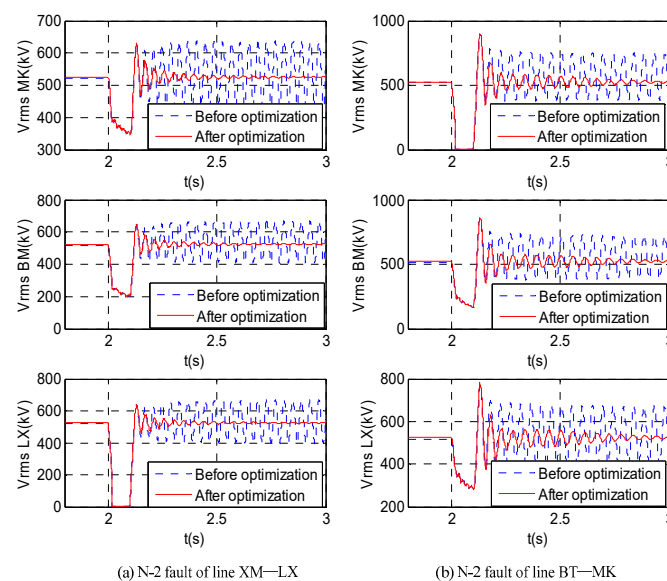 700
600
500
400
300
Vrms MK(kV)
Before optimization
After optimization
2
2.5
3
t(s)
1000
500
0
Vrms MK(kV)
Before optimization
After optimization
2
2.5
3
t(s)
800
600
400
200
0
Vrms BM(kV)
Before optimization
After optimization
2
2.5
3
t(s)
1000
500
0
Vrms BM(kV)
Before optimization
After optimization
2
2.5
3
t(s)
800
600
400
200
0
Vrms LX(kV)
Before optimization
After optimization
2
2.5
3
t(s)
800
600
400
200
Vrms LX(kV)
Before optimization
After optimization
2
2.5
3
t(s)
(a) N-2 fault of line XM—LX
(b) N-2 fault of line BT—MK